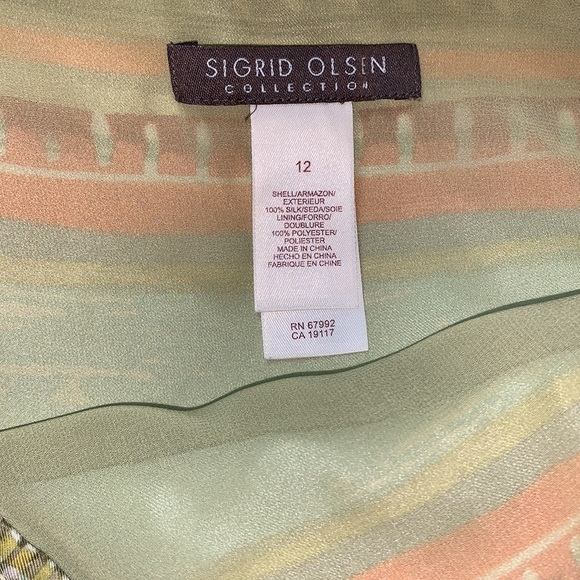 SIGRID OLSEN
COLLECTION
12
SHELL/ARMAZON/
EXTERIEUR
100% SILK/SEDA/SOIE
LINING/FORRO/
DOUBLURE
100% POLYESTER/
POLIESTER
MADE IN CHINA
HECHO EN CHINA
FABRIQUE EN CHINE
RN 67992
CA 19117